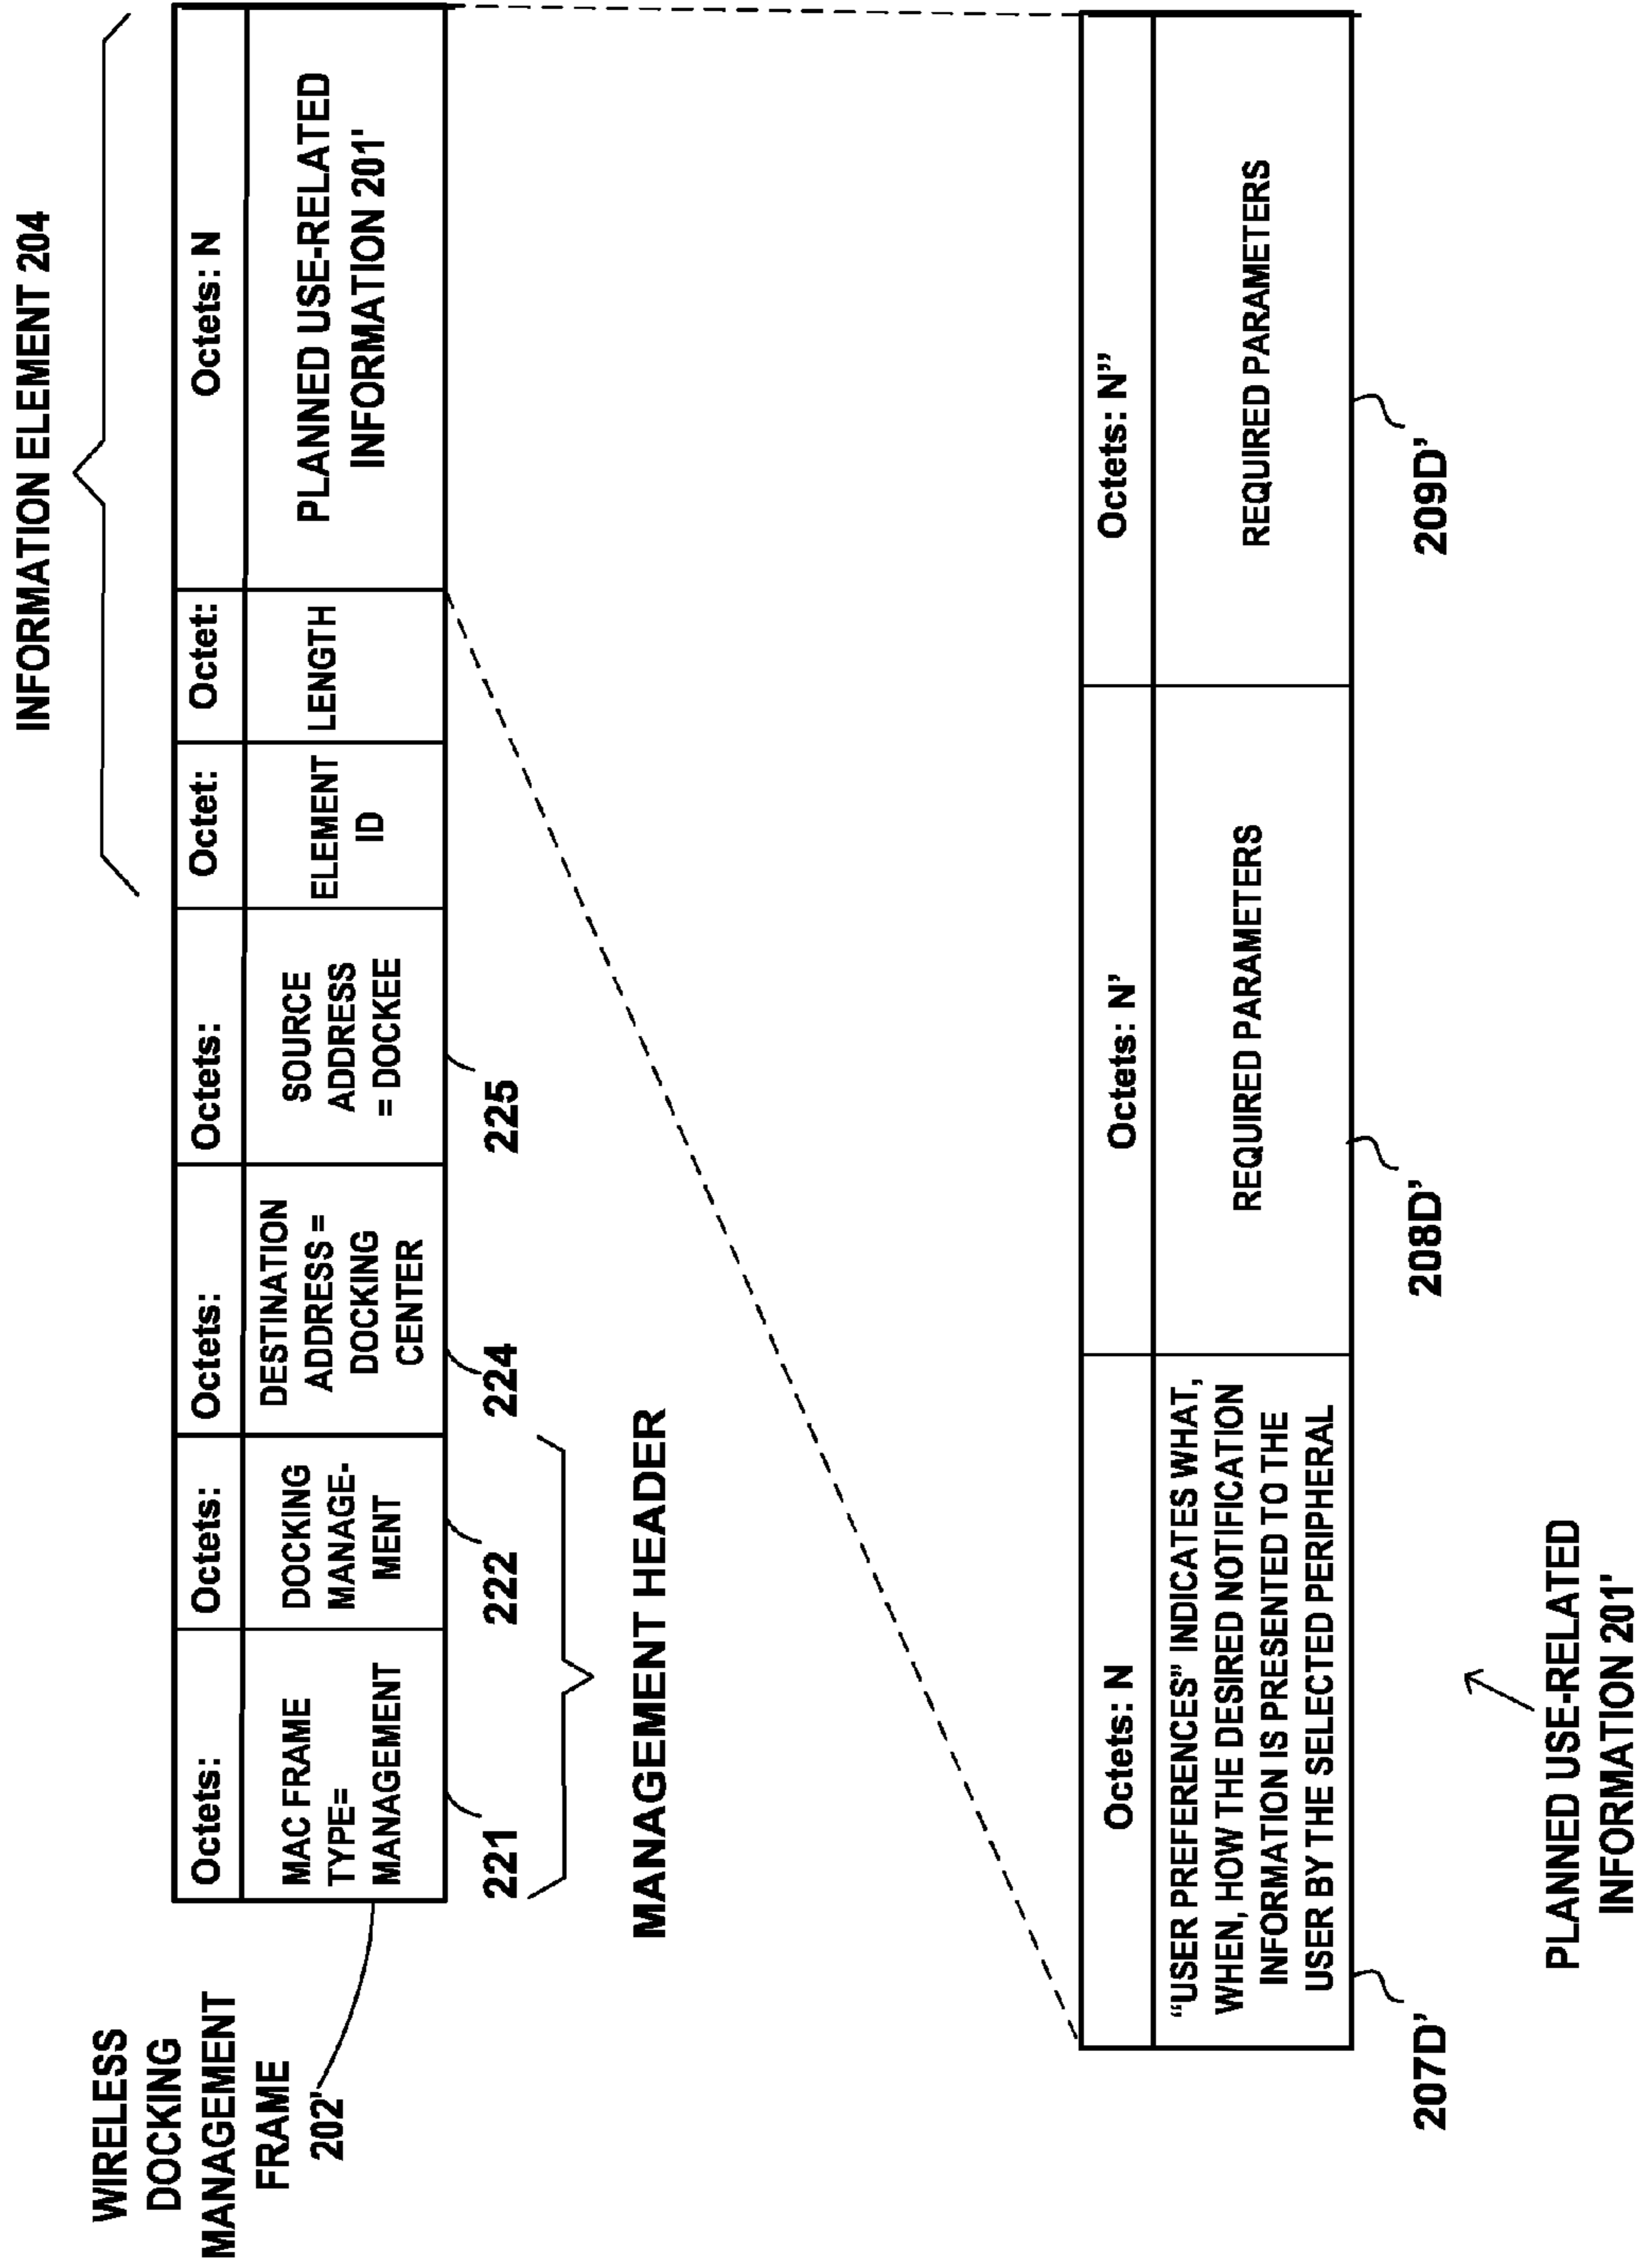 INFORMATION ELEMENT 204
WIRELESS
DOCKING
MANAGEMENT
FRAME
202'
Octets:
Octets:
Octets:
Octets:
Octet:
Octet:
Octets: N
MAC FRAME
TYPE=
MANAGEMENT
DOCKING
MANAGE-
MENT
DESTINATION
ADDRESS =
DOCKING
CENTER
SOURCE
ADDRESS
= DOCKEE
ELEMENT
ID
LENGTH
PLANNED USE-RELATED
INFORMATION 201'
221
222
224
225
MANAGEMENT HEADER
Octets: N
Octets: N’
Octets: N”
“USER PREFERENCES” INDICATES WHAT,
WHEN, HOW THE DESIRED NOTIFICATION
INFORMATION IS PRESENTED TO THE
USER BY THE SELECTED PERIPHERAL
REQUIRED PARAMETERS
REQUIRED PARAMETERS
207D’
208D’
209D’
PLANNED USE-RELATED
INFORMATION 201'